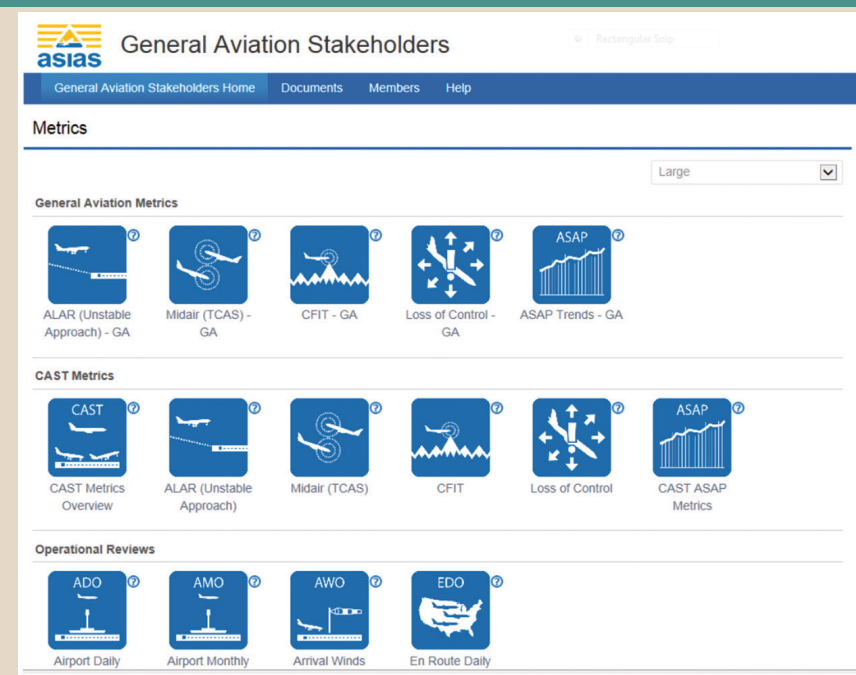 asias
General Aviation Stakeholders
Rectangular Snip
General Aviation Stakeholders Home Documents Members Help
Metrics
Large
General Aviation Metrics
ASAP
ALAR (Unstable Approach) - GA
Midair (TCAS) - GA
CFIT - GA
Loss of Control - GA
ASAP Trends - GA
CAST Metrics
CAST
ASAP
CAST Metrics Overview
ALAR (Unstable Approach)
Midair (TCAS)
CFIT
Loss of Control
CAST ASAP Metrics
Operational Reviews
ADO
AMO
AWO
EDO
Airport Daily
Airport Monthly
Arrival Winds
En Route Daily